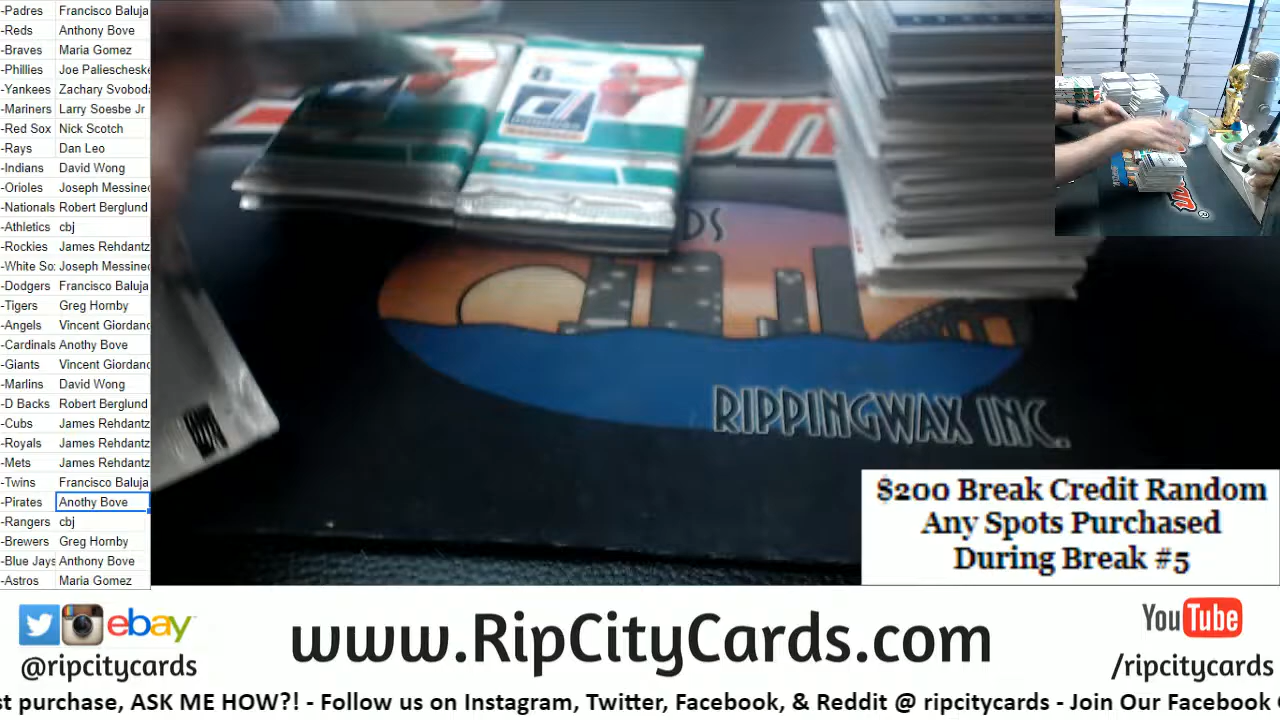 -Padres Francisco Baluja
-Reds Anthony Bove
-Braves Maria Gomez
-Phillies Joe Palieschesk
-Yankees Zachary Svoboda
-Mariners Larry Soesbe Jr
-Red Sox Nick Scotch
-Rays Dan Leo
-Indians David Wong
-Orioles Joseph Messinec
-Nationals Robert Berglund
-Athletics cbj
-Rockies James Rehdantz
-White So: Joseph Messinec
-Dodgers Francisco Baluja
-Tigers Greg Hornby
-Angels Vincent Giordano
-Cardinals Anothy Bove
-Giants Vincent Giordano
-Marlins David Wong
-D Backs Robert Berglund
-Cubs James Rehdantz
-Royals James Rehdantz
-Mets James Rehdantz
-Twins Francisco Baluja
-Pirates Anothy Bove
-Rangers cbj
-Brewers Greg Hornby
-Blue Jays Anthony Bove
-Astros Maria Gomez
RIPPINGWAX INC.
$200 Break Credit Random
Any Spots Purchased
During Break #5
ebay
@ripcitycards
www.RipCityCards.com
YouTube
/ripcitycards
st purchase, ASK ME HOW?! - Follow us on Instagram, Twitter, Facebook, & Reddit @ ripcitycards - Join Our Facebook